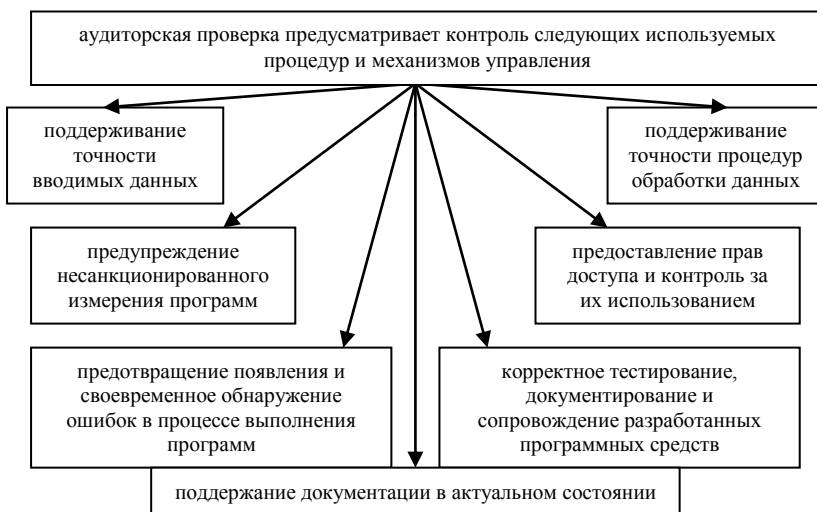 аудиторская проверка предусматривает контроль следующих используемых
процедур и механизмов управления
поддерживание
точности
вводимых данных
поддерживание
точности процедур
обработки данных
предупреждение
несанкционированного
измерения программ
предоставление прав
доступа и контроль за
их использованием
предотвращение появления и
своевременное обнаружение
ошибок в процессе выполнения
программ
корректное тестирование,
документирование и
сопровождение разработанных
программных средств
поддержание документации в актуальном состоянии